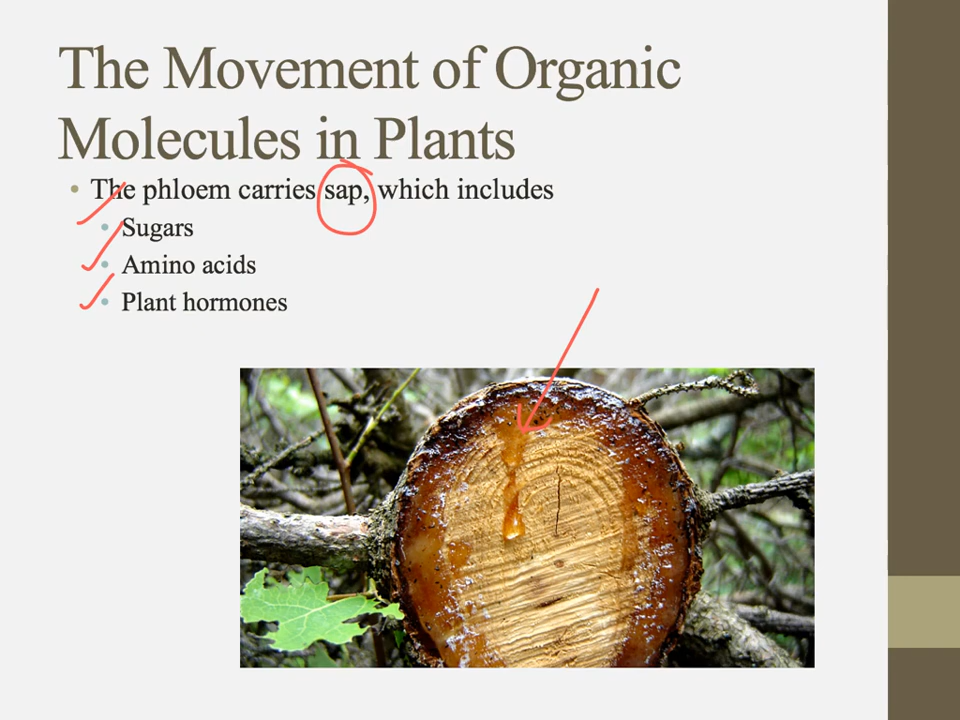 The Movement of Organic
Molecules in Plants
• The phloem carries sap, which includes
• Sugars
• Amino acids
• Plant hormones